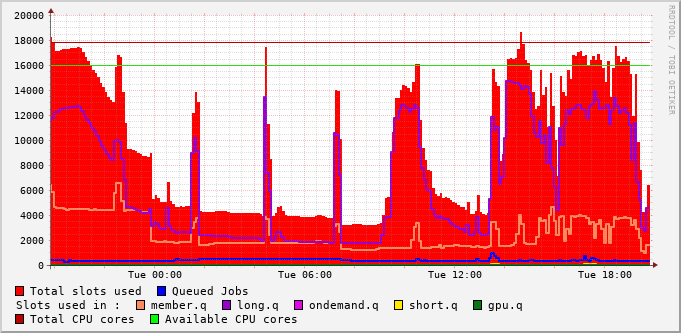 20000
18000
16000
14000
12000
10000
8000
6000
4000
2000
0
Tue 00:00 Tue 06:00 Tue 12:00 Tue 18:00
RRDTOOL / TOBI OETIKER
Total slots used Queued Jobs
Slots used in : member.q long.q ondemand.q short.q gpu.q
Total CPU cores Available CPU cores